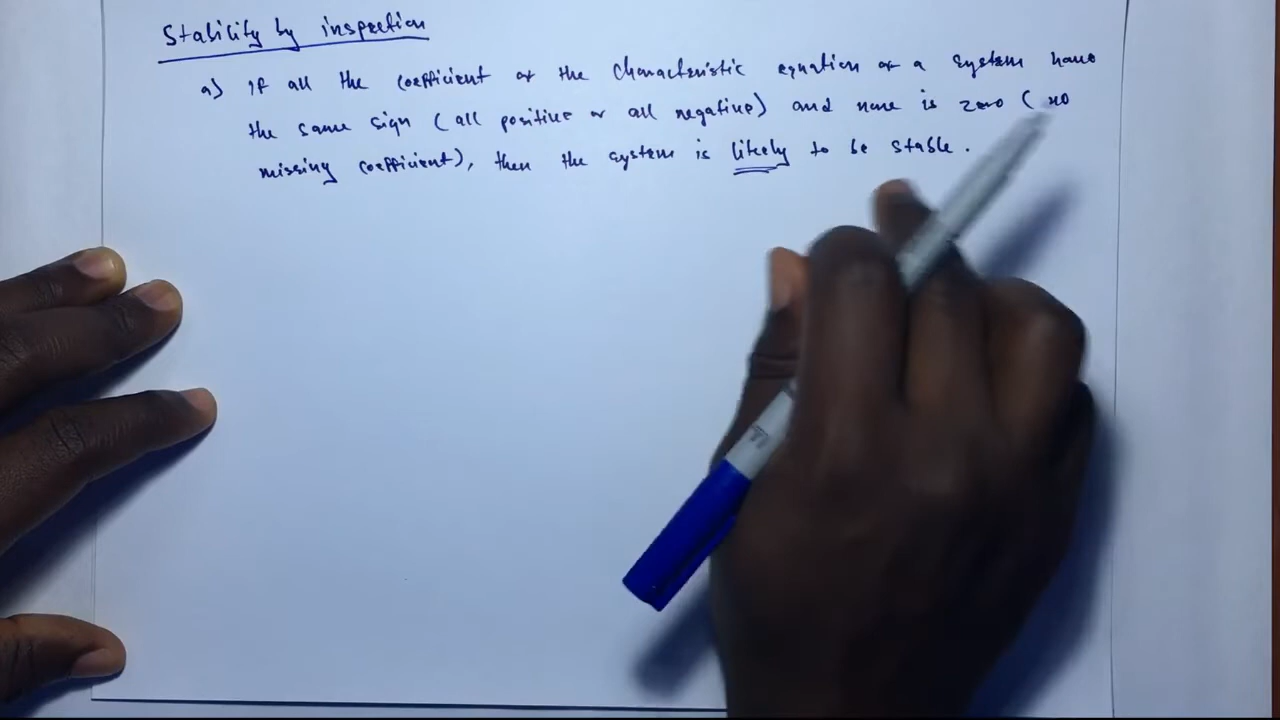 Stability by inspection
a) if all the coefficient of the characteristic equation of a system have
the same sign (all positive or all negative) and none is zero (no
missing coefficient), then the system is likely to be stable.